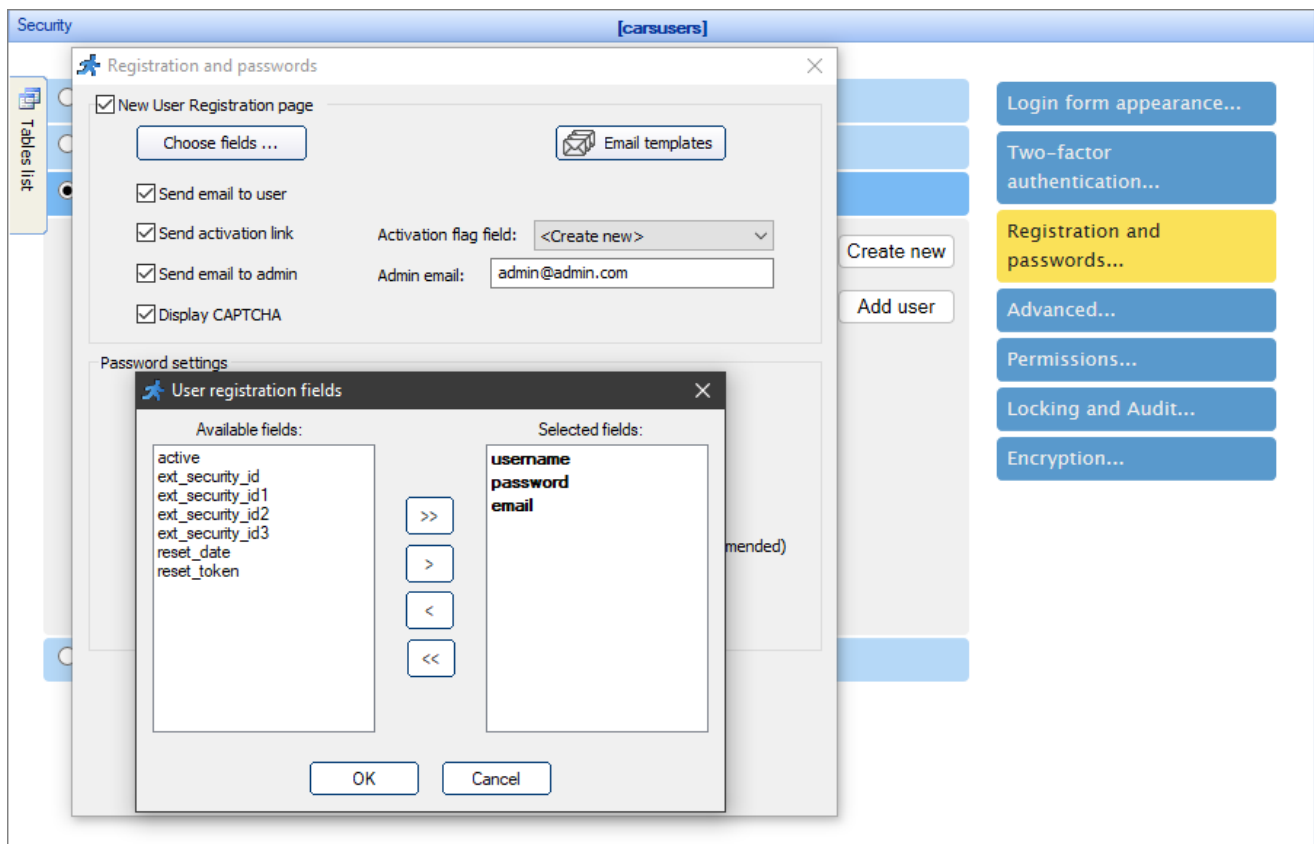 Security
[carsusers]
Tables list
Registration and passwords
New User Registration page
Choose fields ...
Email templates
Send email to user
Send activation link
Activation flag field:
<Create new>
Send email to admin
Admin email:
admin@admin.com
Display CAPTCHA
Create new
Add user
Login form appearance...
Two-factor
authentication...
Registration and
passwords...
Advanced...
Permissions...
Locking and Audit...
Encryption...
Password settings
mended)
User registration fields
Available fields:
active
ext_security_id
ext_security_id1
ext_security_id2
ext_security_id3
reset_date
reset_token
>>
>
<
<<
Selected fields:
username
password
email
OK
Cancel